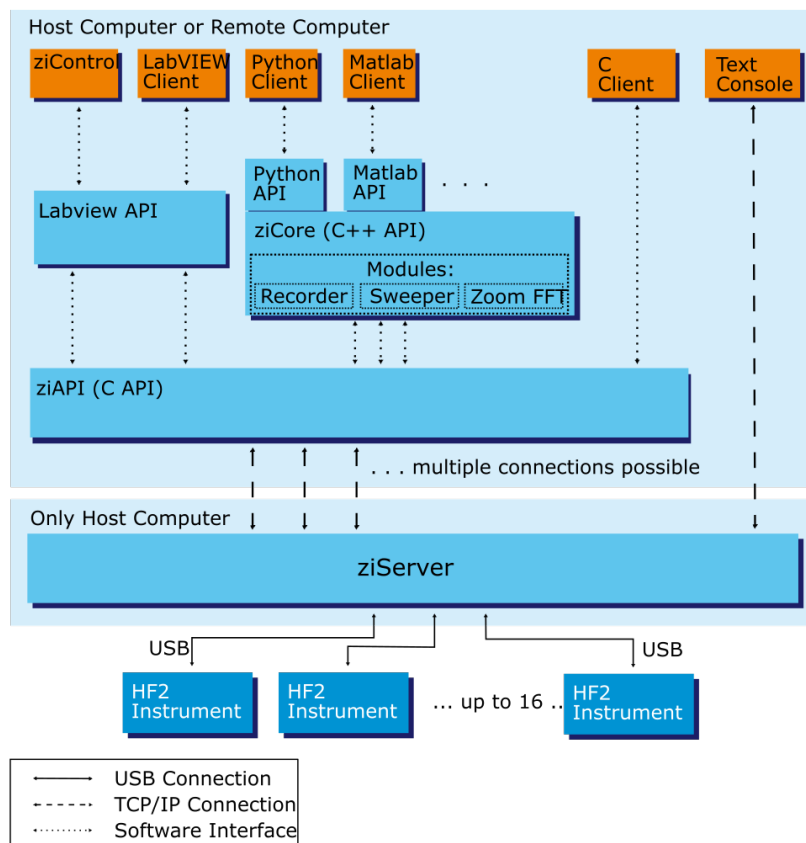 Host Computer or Remote Computer
ziControl
LabVIEW
Client
Python
Client
Matlab
Client
C
Client
Text
Console
Python
API
Matlab
API
. . .
Labview API
ziCore (C++ API)
Modules:
Recorder
Sweeper
Zoom FFT
ziAPI (C API)
. . . multiple connections possible
Only Host Computer
ziServer
USB
USB
HF2
Instrument
HF2
Instrument
... up to 16 ..
HF2
Instrument
USB Connection
TCP/IP Connection
Software Interface